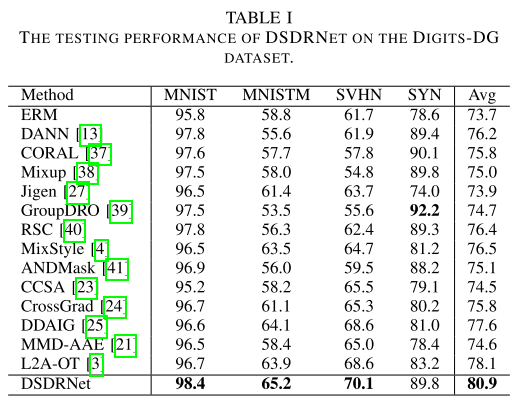 TABLE I
THE TESTING PERFORMANCE OF DSDRNET ON THE DIGITS-DG
DATASET.
Method MNIST MNISTM SVHN SYN Avg
ERM 95.8 58.8 61.7 78.6 73.7
DANN [13] 97.8 55.6 61.9 89.4 76.2
CORAL [37] 97.6 57.7 57.8 90.1 75.8
Mixup [38] 97.5 58.0 54.8 89.8 75.0
Jigen [27] 96.5 61.4 63.7 74.0 73.9
GroupDRO [39] 97.5 53.5 55.6 92.2 74.7
RSC [40] 97.8 56.3 62.4 89.3 76.4
MixStyle [4] 96.5 63.5 64.7 81.2 76.5
ANDMask [41] 96.9 56.0 59.5 88.2 75.1
CCSA [23] 95.2 58.2 65.5 79.1 74.5
CrossGrad [24] 96.7 61.1 65.3 80.2 75.8
DDAIG [25] 96.6 64.1 68.6 81.0 77.6
MMD-AAE [21] 96.5 58.4 65.0 78.4 74.6
L2A-OT [3] 96.7 63.9 68.6 83.2 78.1
DSDRNet 98.4 65.2 70.1 89.8 80.9